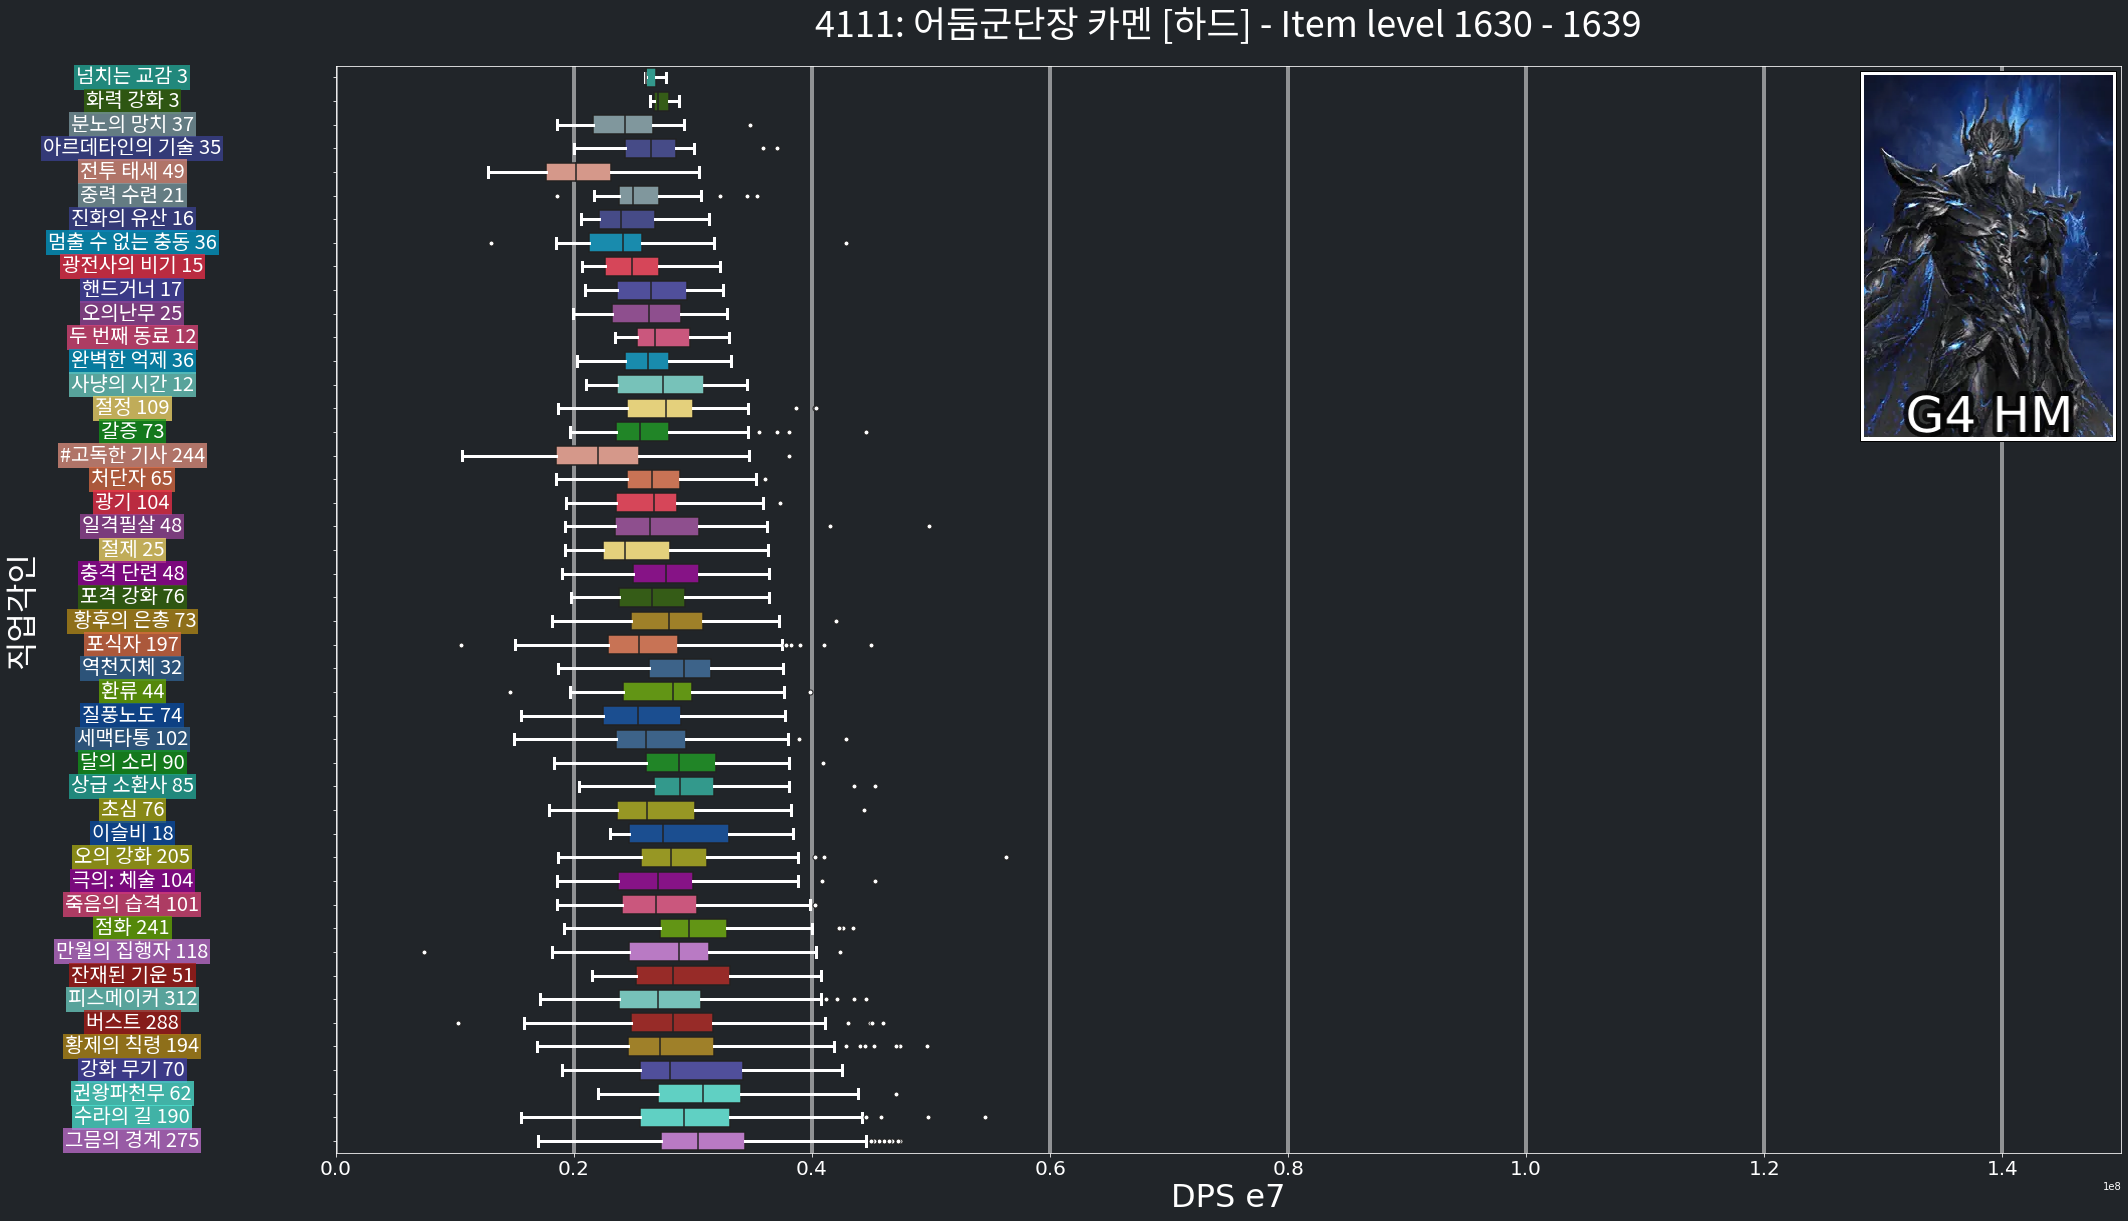 4111: 어둠군단장 카멘 [하드] - Item level 1630 - 1639
넘치는 교감 3
화력 강화 3
분노의 망치 37
아르데타인의 기술 35
전투 태세 49
중력 수련 21
진화의 유산 16
멈출 수 없는 충동 36
광전사의 비기 15
핸드거너 17
오의난무 25
두 번째 동료 12
완벽한 억제 36
사냥의 시간 12
절정 109
갈증 73
#고독한 기사 244
처단자 65
광기 104
일격필살 48
절제 25
충격 단련 48
포격 강화 76
황후의 은총 73
포식자 197
역천지체 32
환류 44
질풍노도 74
세맥타통 102
달의 소리 90
상급 소환사 85
초심 76
이슬비 18
오의 강화 205
극의: 체술 104
죽음의 습격 101
점화 241
만월의 집행자 118
잔재된 기운 51
피스메이커 312
버스트 288
황제의 칙령 194
강화 무기 70
권왕파천무 62
수라의 길 190
그믐의 경계 275
직업각인
G4 HM
0.0 0.2 0.4 0.6 0.8 1.0 1.2 1.4
1e8
DPS e7